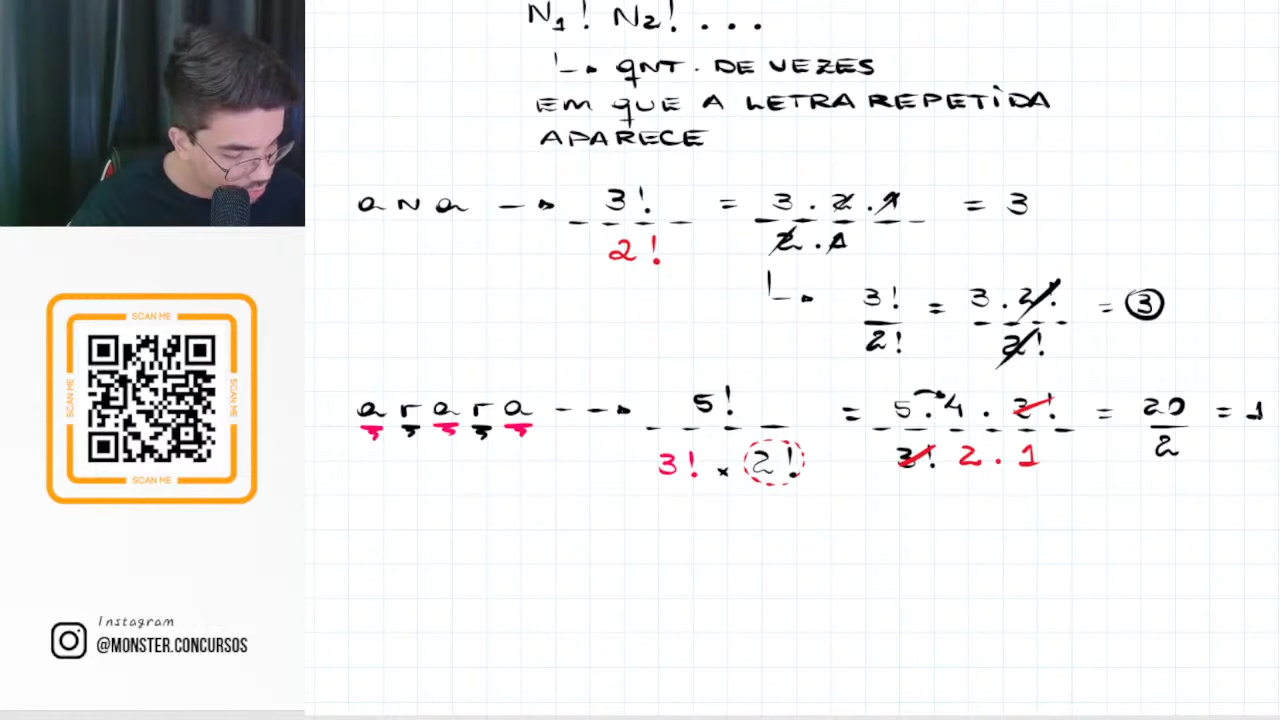 N1! N2! . . .
↳ QNT. DE VEZES
EM QUE A LETRA REPETIDA
APARECE
aNa → 3! / 2! = 3 . 2 . 1 / 2 . 1 = 3
↳ 3! / 2! = 3 . 2! / 2! = 3
arara --→ 5! / 3! x 2! = 5 . 4 . 3! / 3! 2 . 1 = 20 / 2 = 1
SCAN ME
SCAN ME
SCAN ME
SCAN ME
Instagram
@MONSTER.CONCURSOS